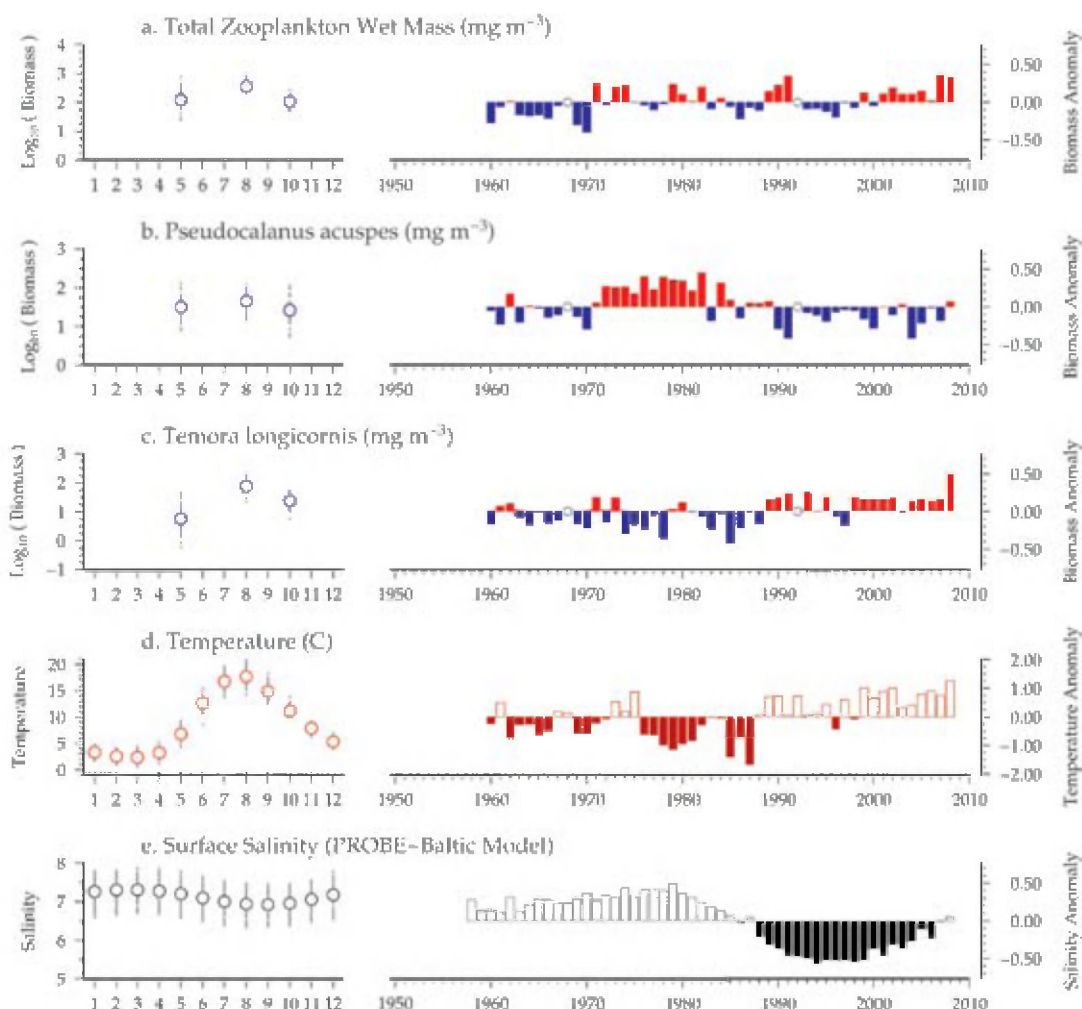 a. Total Zooplankton Wet Mass (mg m⁻³)
Log₁₀ ( Biomass )
4
3
2
1
0
1 2 3 4 5 6 7 8 9 10 11 12
1950 1960 1970 1980 1990 2000 2010
0.50
0.00
−0.50
Biomass Anomaly
b. Pseudocalanus acuspes (mg m⁻³)
Log₁₀ ( Biomass )
3
2
1
0
1 2 3 4 5 6 7 8 9 10 11 12
1950 1960 1970 1980 1990 2000 2010
0.50
0.00
−0.50
Biomass Anomaly
c. Temora longicornis (mg m⁻³)
Log₁₀ ( Biomass )
3
2
1
0
−1
1 2 3 4 5 6 7 8 9 10 11 12
1950 1960 1970 1980 1990 2000 2010
0.50
0.00
−0.50
Biomass Anomaly
d. Temperature (C)
Temperature
20
15
10
5
0
1 2 3 4 5 6 7 8 9 10 11 12
1950 1960 1970 1980 1990 2000 2010
2.00
1.00
0.00
−1.00
−2.00
Temperature Anomaly
e. Surface Salinity (PROBE−Baltic Model)
Salinity
8
7
6
5
1 2 3 4 5 6 7 8 9 10 11 12
1950 1960 1970 1980 1990 2000 2010
0.50
0.00
−0.50
Salinity Anomaly